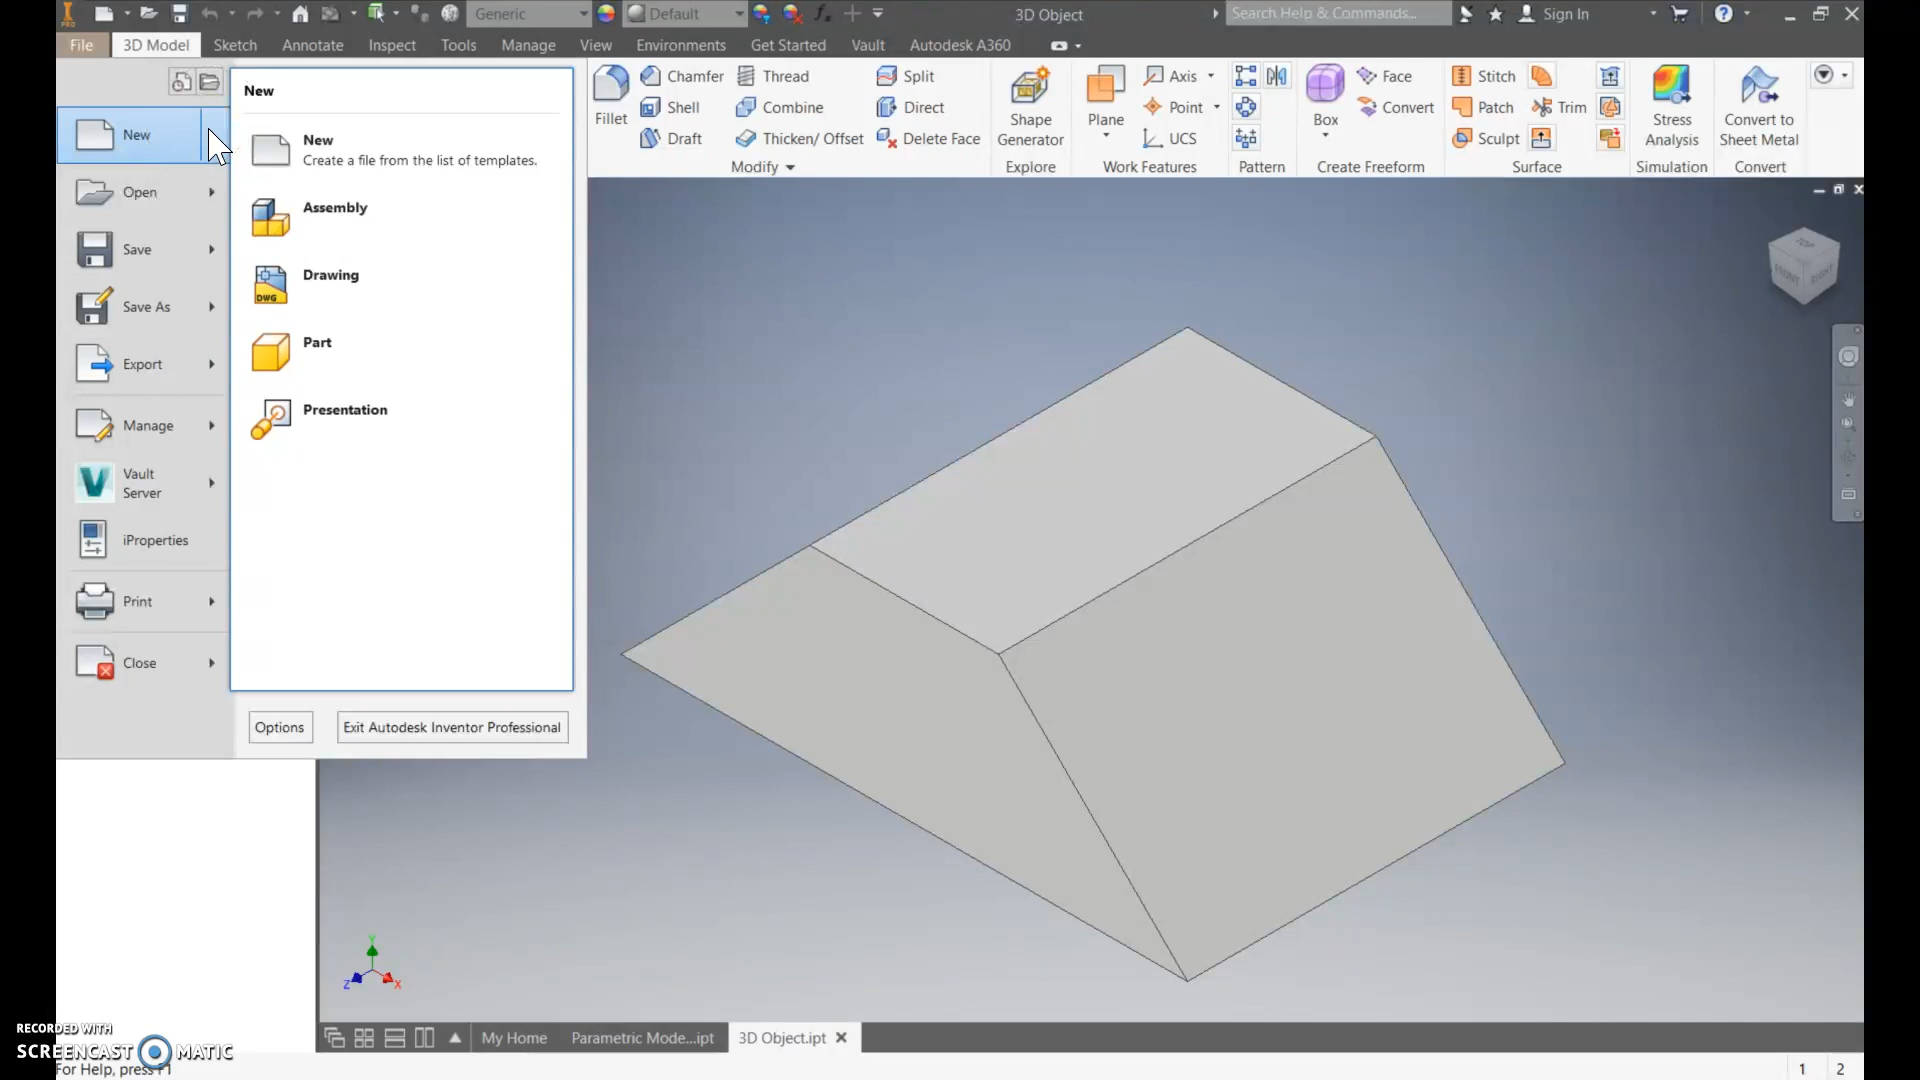 PRO
Generic
Default
3D Object
Search Help & Commands...
Sign In
File
3D Model
Sketch
Annotate
Inspect
Tools
Manage
View
Environments
Get Started
Vault
Autodesk A360
New
Open
Save
Save As
Export
Manage
Vault
Server
iProperties
Print
Close
New
New
Create a file from the list of templates.
Assembly
Drawing
DWG
Part
Presentation
Options
Exit Autodesk Inventor Professional
Fillet
Chamfer
Shell
Draft
Thread
Combine
Thicken/ Offset
Split
Direct
Delete Face
Modify
Shape
Generator
Explore
Plane
Axis
Point
UCS
Work Features
Pattern
Box
Face
Convert
Create Freeform
Stitch
Patch
Sculpt
Trim
Surface
Stress
Analysis
Simulation
Convert to
Sheet Metal
Convert
TOP
FRONT
RIGHT
Y
Z
X
My Home
Parametric Mode...ipt
3D Object.ipt
RECORDED WITH
SCREENCAST MATIC
For Help, press F1
1
2